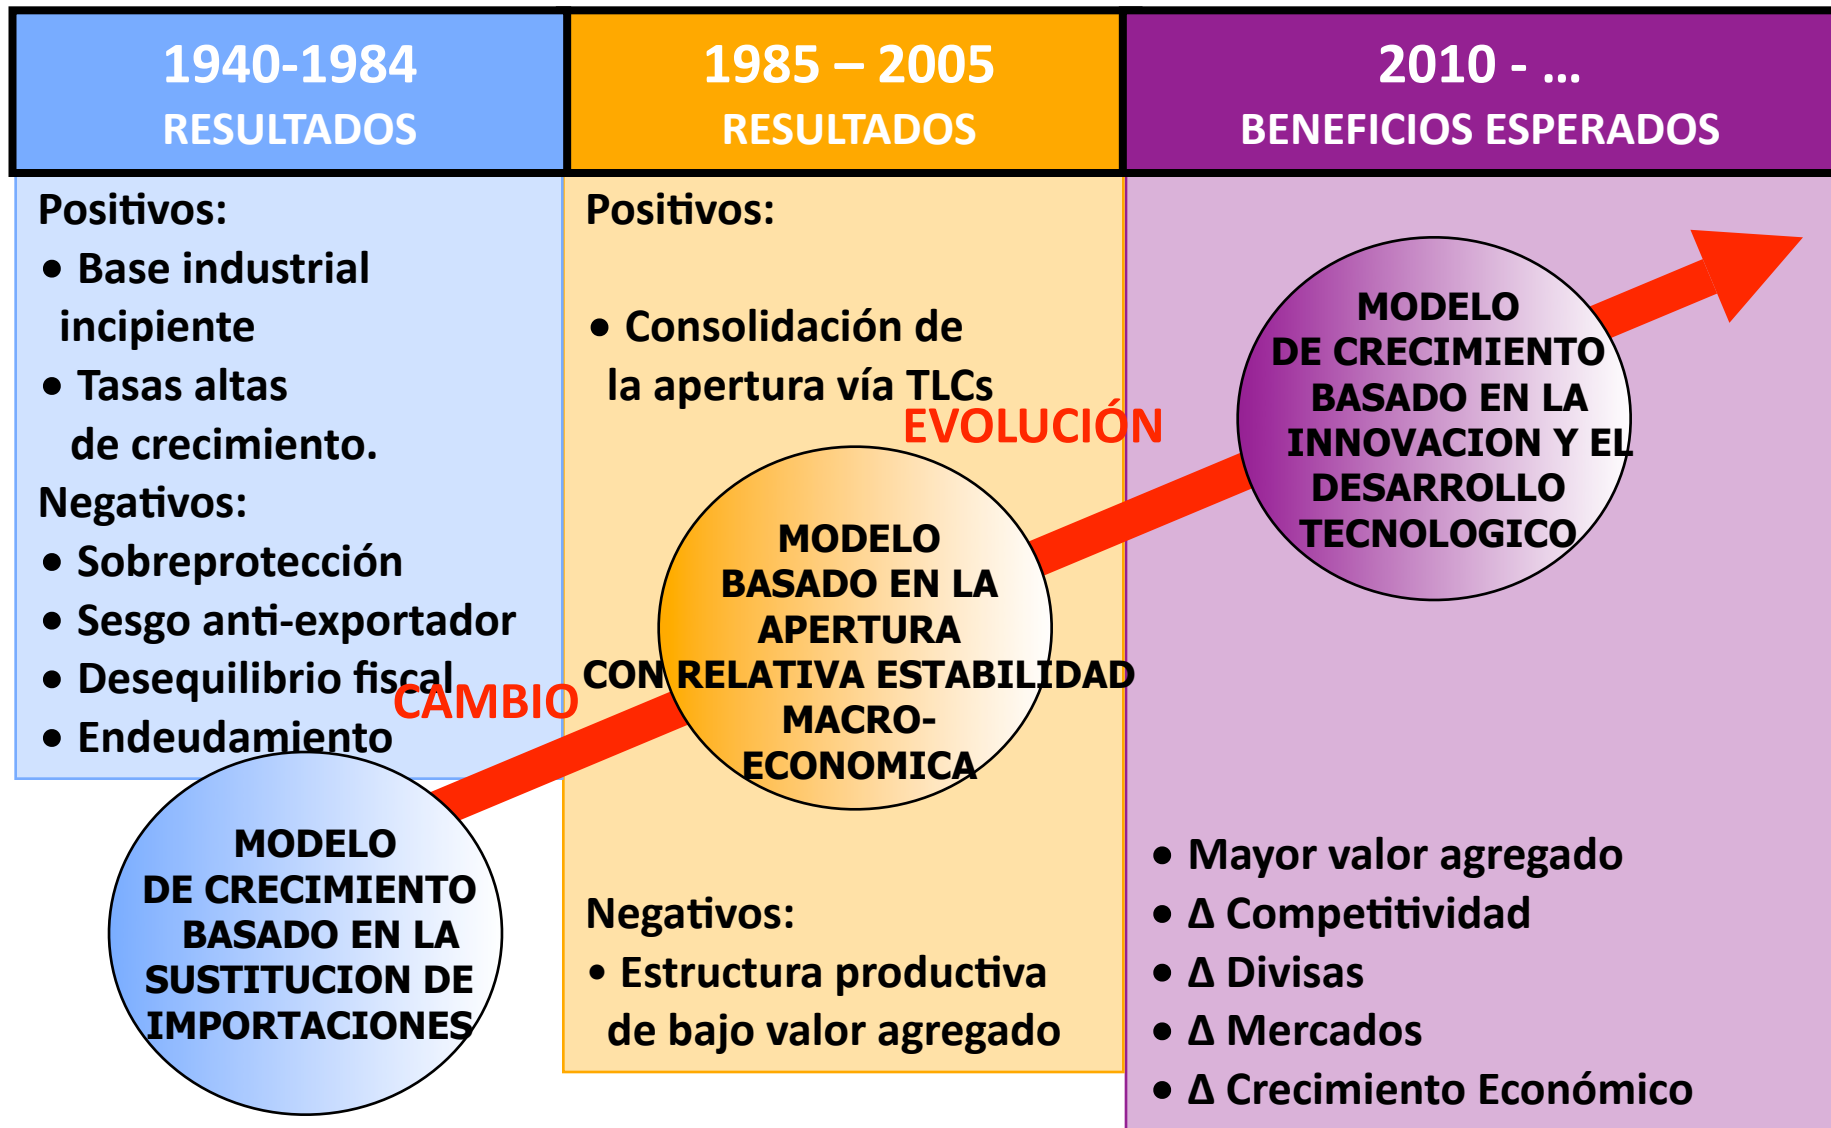 1940-1984
RESULTADOS
Positivos:
• Base industrial
incipiente
• Tasas altas
de crecimiento.
Negativos:
• Sobreprotección
• Sesgo anti-exportador
• Desequilibrio fiscal
• Endeudamiento
MODELO
DE CRECIMIENTO
BASADO EN LA
SUSTITUCION DE
IMPORTACIONES
CAMBIO
1985 – 2005
RESULTADOS
Positivos:
• Consolidación de
la apertura vía TLCs
MODELO
BASADO EN LA
APERTURA
CON RELATIVA ESTABILIDAD
MACRO-
ECONOMICA
Negativos:
• Estructura productiva
de bajo valor agregado
EVOLUCIÓN
2010 - ...
BENEFICIOS ESPERADOS
MODELO
DE CRECIMIENTO
BASADO EN LA
INNOVACION Y EL
DESARROLLO
TECNOLOGICO
• Mayor valor agregado
• Δ Competitividad
• Δ Divisas
• Δ Mercados
• Δ Crecimiento Económico